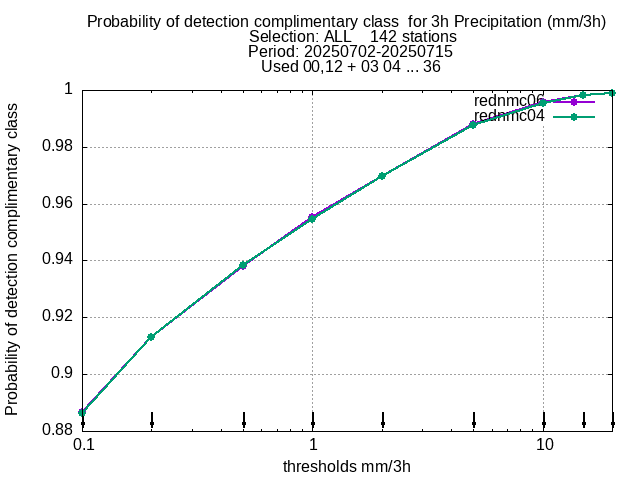 Probability of detection complimentary class  for 3h Precipitation (mm/3h)
Selection: ALL    142 stations
Period: 20250702-20250715
Used 00,12 + 03 04 ... 36
Probability of detection complimentary class
1
0.98
0.96
0.94
0.92
0.9
0.88
rednmc06
rednmc04
0.1 1 10
thresholds mm/3h